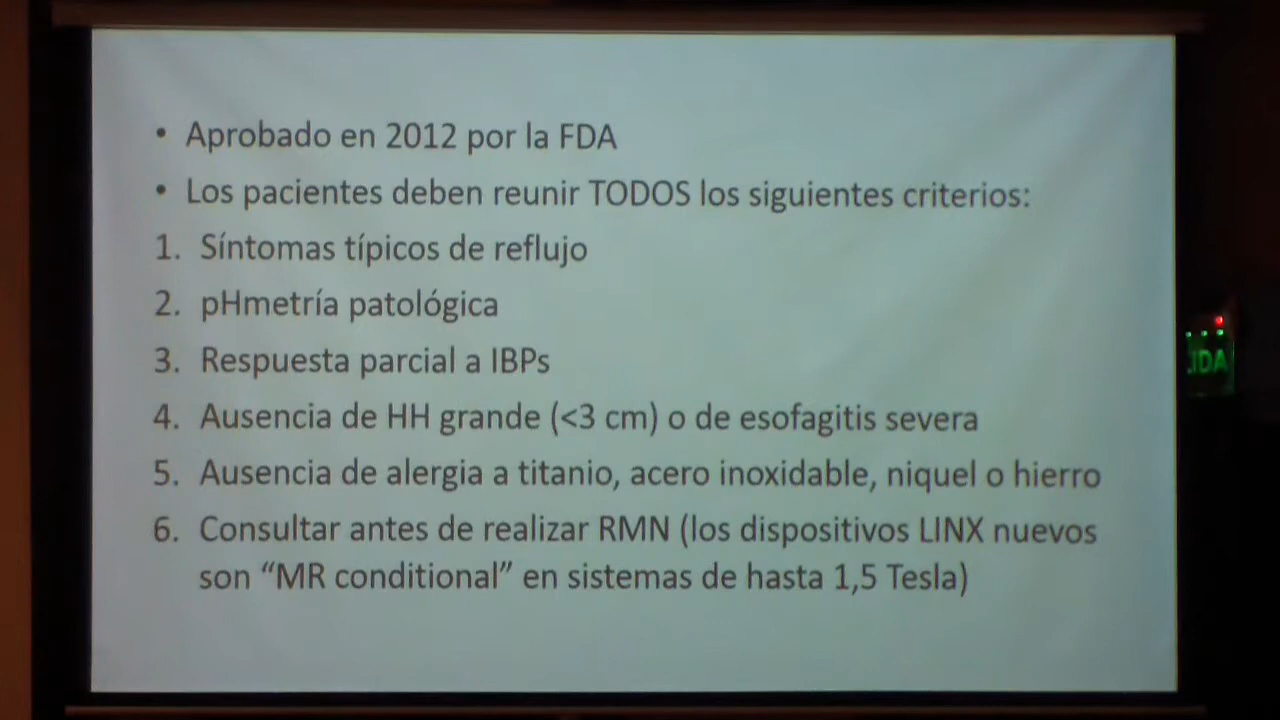 • Aprobado en 2012 por la FDA
• Los pacientes deben reunir TODOS los siguientes criterios:
1. Síntomas típicos de reflujo
2. pHmetría patológica
3. Respuesta parcial a IBPs
4. Ausencia de HH grande (<3 cm) o de esofagitis severa
5. Ausencia de alergia a titanio, acero inoxidable, niquel o hierro
6. Consultar antes de realizar RMN (los dispositivos LINX nuevos
son “MR conditional” en sistemas de hasta 1,5 Tesla)